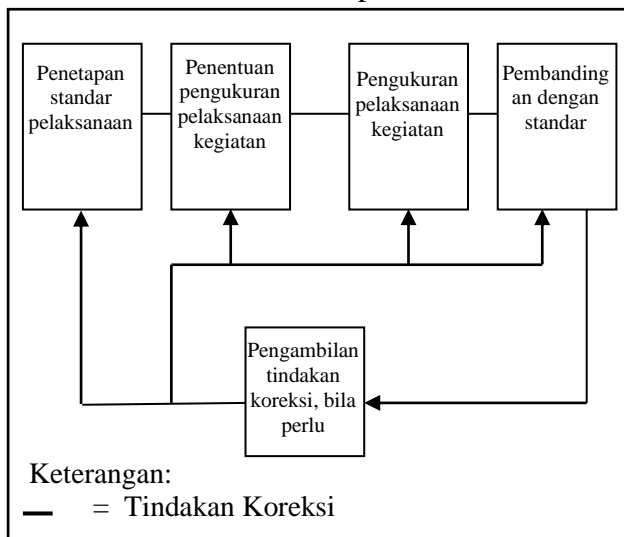 Penetapan
standar
pelaksanaan
Penentuan
pengukuran
pelaksanaan
kegiatan
Pengukuran
pelaksanaan
kegiatan
Pembanding
an dengan
standar
Pengambilan
tindakan
koreksi, bila
perlu
Keterangan:
= Tindakan Koreksi